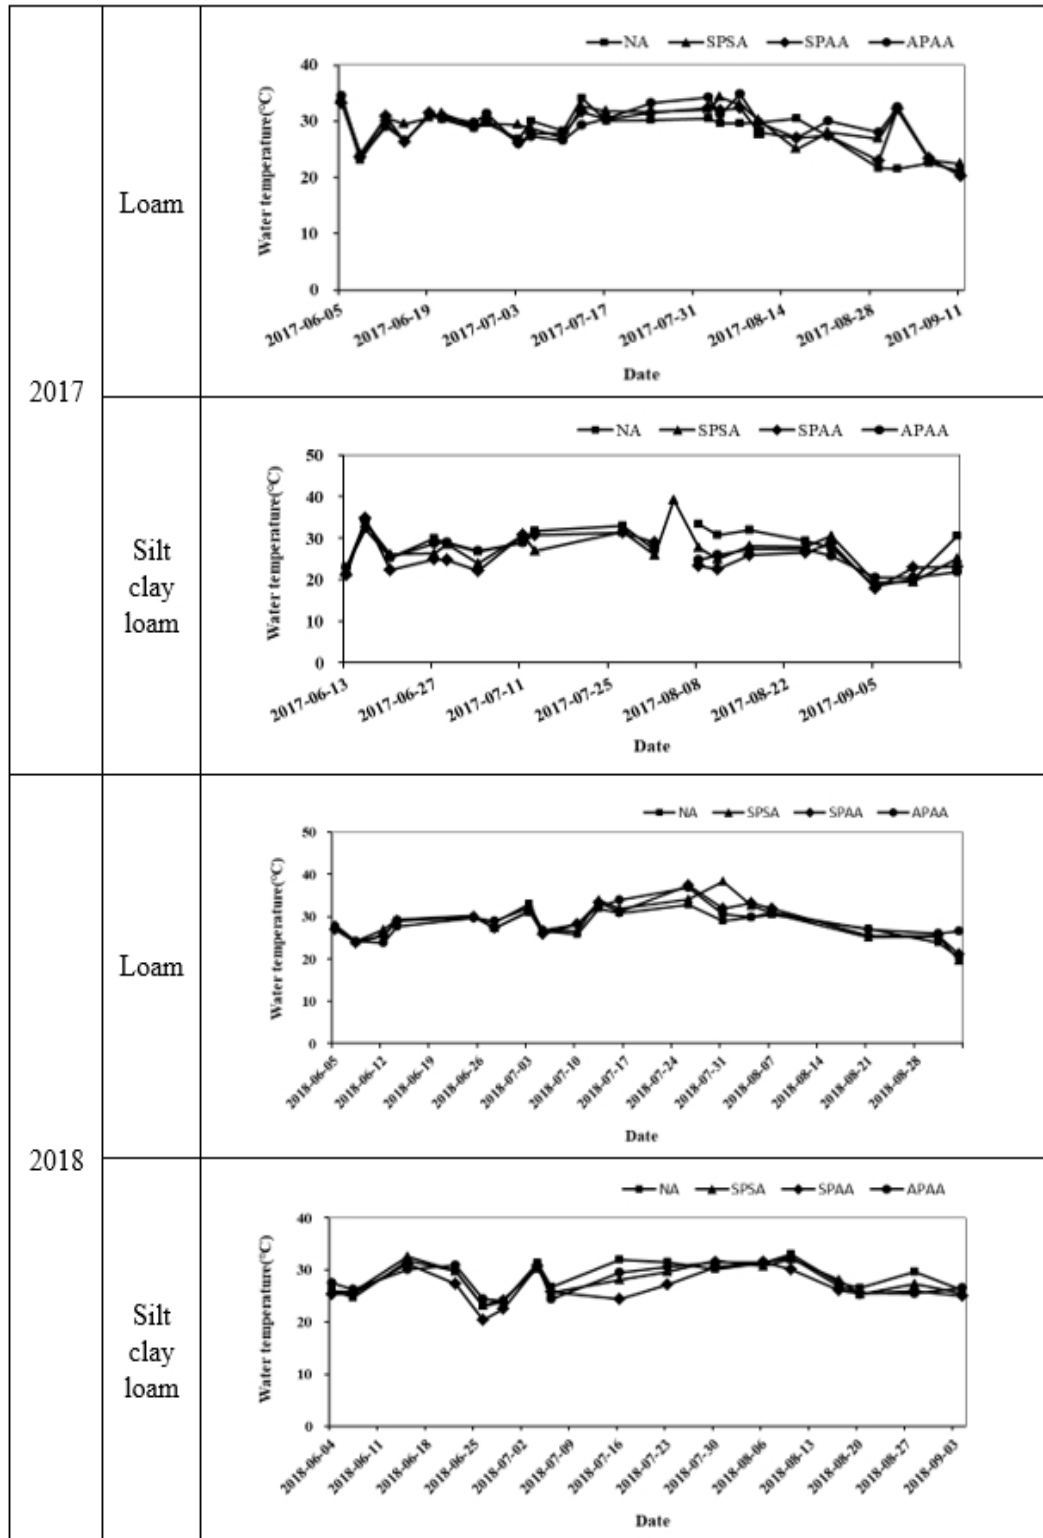 2017
Loam
NA SPSA SPAA APAA
Water temperature(°C)
40
30
20
10
0
2017-06-05 2017-06-19 2017-07-03 2017-07-17 2017-07-31 2017-08-14 2017-08-28 2017-09-11
Date
Silt
clay
loam
NA SPSA SPAA APAA
Water temperature(°C)
50
40
30
20
10
0
2017-06-13 2017-06-27 2017-07-11 2017-07-25 2017-08-08 2017-08-22 2017-09-05
Date
2018
Loam
NA SPSA SPAA APAA
Water temperature(°C)
50
40
30
20
10
0
2018-06-05 2018-06-12 2018-06-19 2018-06-26 2018-07-03 2018-07-10 2018-07-17 2018-07-24 2018-07-31 2018-08-07 2018-08-14 2018-08-21 2018-08-28
Date
Silt
clay
loam
NA SPSA SPAA APAA
Water temperature(°C)
40
30
20
10
0
2018-06-04 2018-06-11 2018-06-18 2018-06-25 2018-07-02 2018-07-09 2018-07-16 2018-07-23 2018-07-30 2018-08-06 2018-08-13 2018-08-20 2018-08-27 2018-09-03
Date